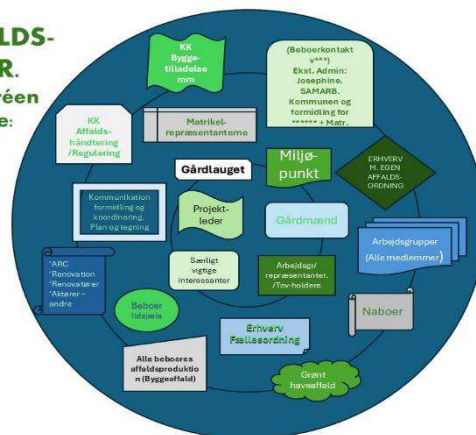 ALDS-
R.
réen
e:
KK
Bygge-
tilladelse
mm
(Beboerkontakt
v***)
Ekst. Admin:
Josephine.
SAMARB.
Kommunen og
formidling for
****** + Matr.
KK
Affalds-
håndtering
/Regulering
Matrikel-
repræsentanterne
Gårdlauget
Miljø-
punkt
ERHVERV
M. EGEN
AFFALDS-
ORDNING
Kommunikation
formidling og
koordinering.
Plan og tegning
Projekt-
leder
Gårdmænd
Arbejdsgrupper
(Alle medlemmer)
*ARC
*Renovation
*Renovatører
*Aktører –
andre
Særligt
vigtige
interessanter
Arbejdsgr/
repræsentanter.
/Tov-holdere
Naboer
Beboer
Ildsjæle
Erhverv
Fællesordning
Alle beboeres
affaldsproduktio
n (Byggeaffald)
Grønt
haveaffald